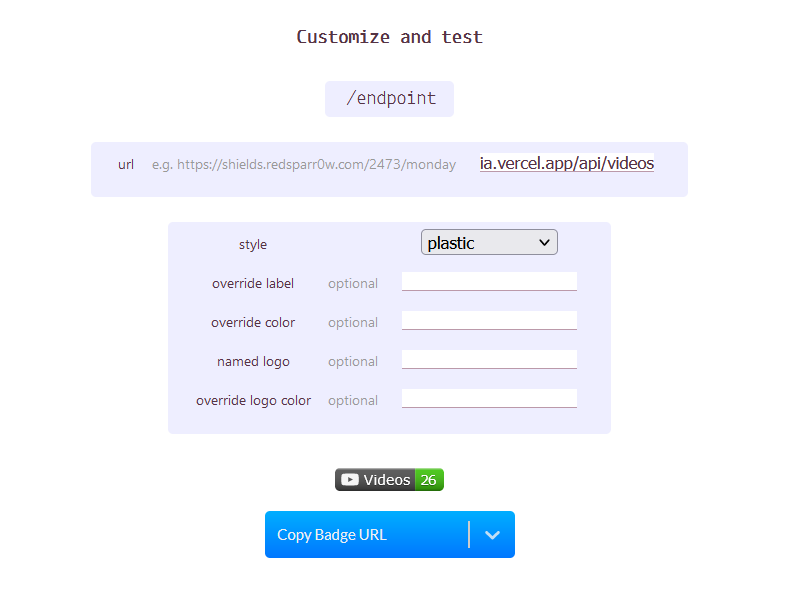 Customize and test
/endpoint
url e.g. https://shields.redsparr0w.com/2473/monday ia.vercel.app/api/videos
style plastic
override label optional
override color optional
named logo optional
override logo color optional
Videos 26
Copy Badge URL